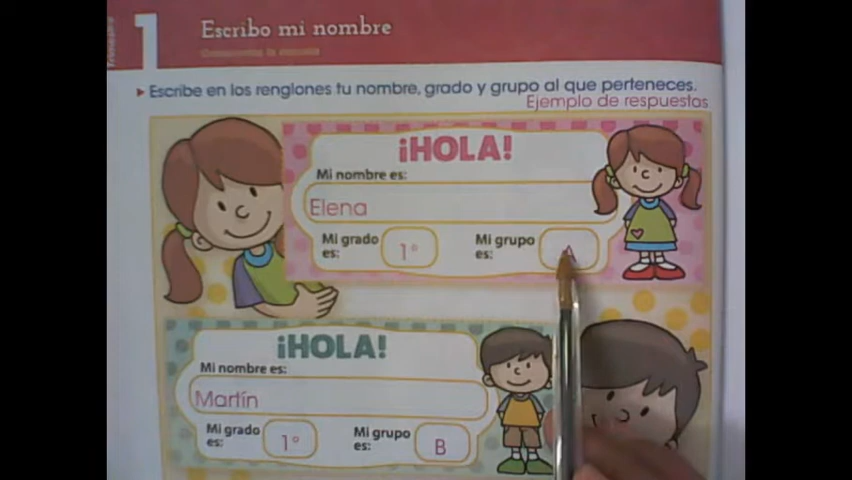 1
Escribo mi nombre
Escribe en los renglones tu nombre, grado y grupo al que perteneces.
Ejemplo de respuestas
¡HOLA!
Mi nombre es:
Elena
Mi grado es:
1°
Mi grupo es:
A
¡HOLA!
Mi nombre es:
Martín
Mi grado es:
1°
Mi grupo es:
B